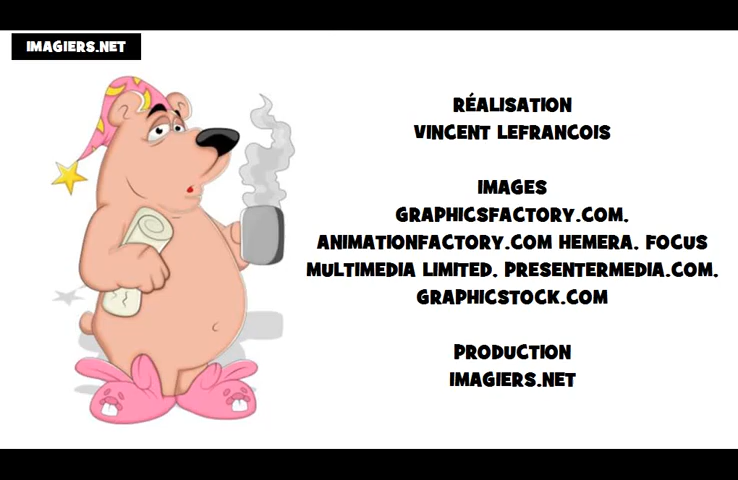 IMAGIERS.NET
RÉALISATION
VINCENT LEFRANCOIS
IMAGES
GRAPHICSFACTORY.COM.
ANIMATIONFACTORY.COM HEMERA. FOCUS
MULTIMEDIA LIMITED. PRESENTERMEDIA.COM.
GRAPHICSTOCK.COM
PRODUCTION
IMAGIERS.NET